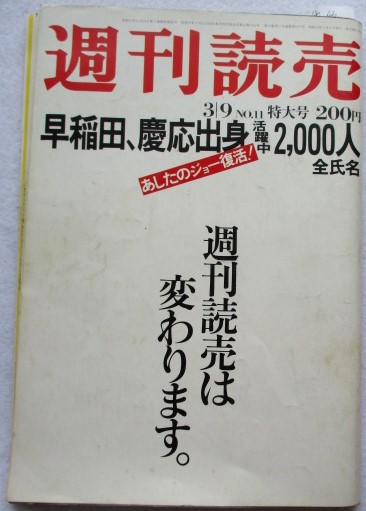 週刊読売
3|9 NO.11 特大号 200円
早稲田、慶応出身活躍中2,000人
全氏名
あしたのジョー復活!
週刊読売は
変わります。